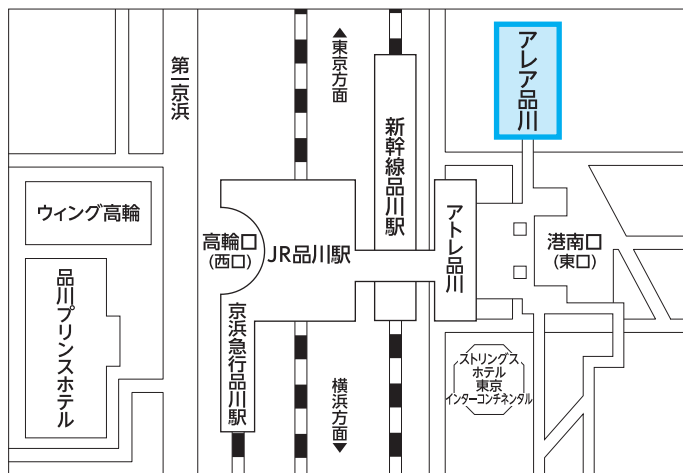 アレア品川
▲東京方面
第一京浜
新幹線品川駅
ウィング高輪
高輪口
(西口)
JR品川駅
アトレ品川
港南口
(東口)
品川プリンスホテル
京浜急行品川駅
横浜方面▼
ストリングス
ホテル
東京
インターコンチネンタル